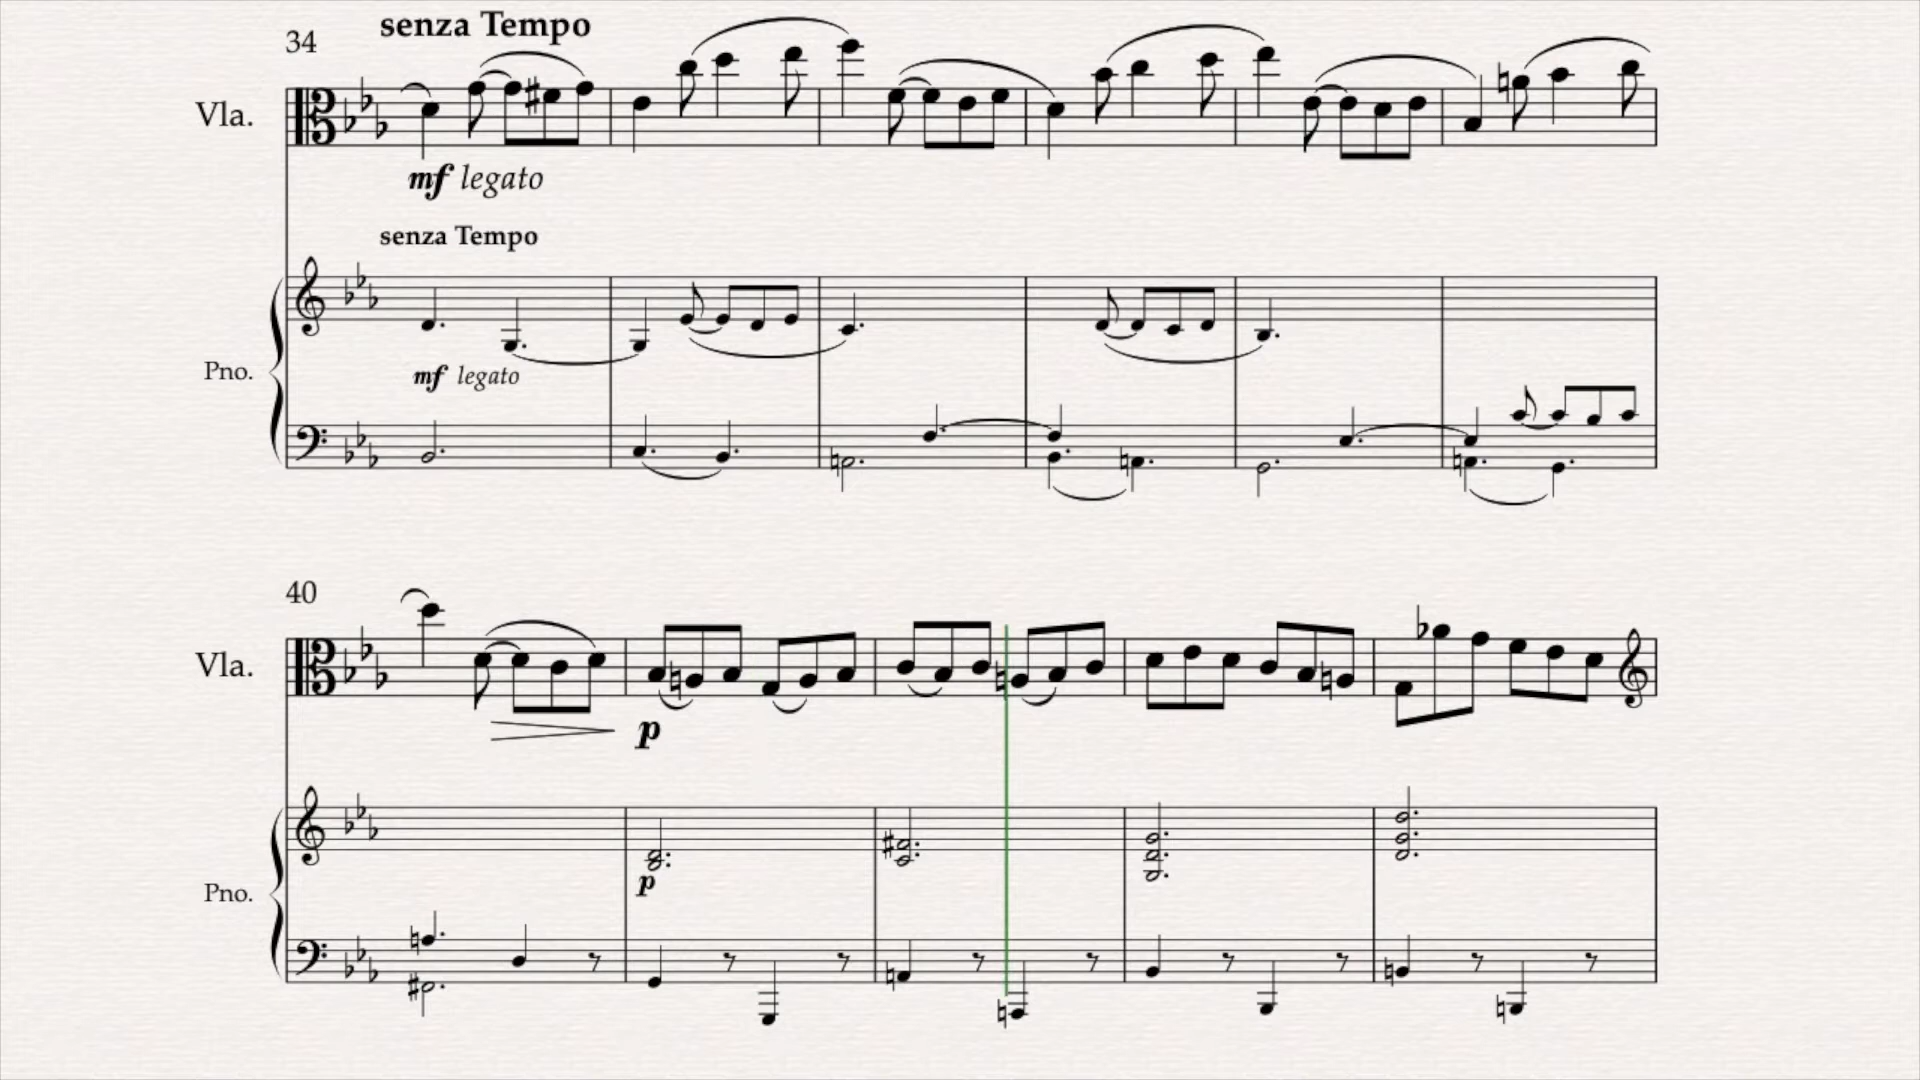 senza Tempo
34
Vla.
mf legato
senza Tempo
Pno.
mf legato
40
Vla.
p
Pno.
p